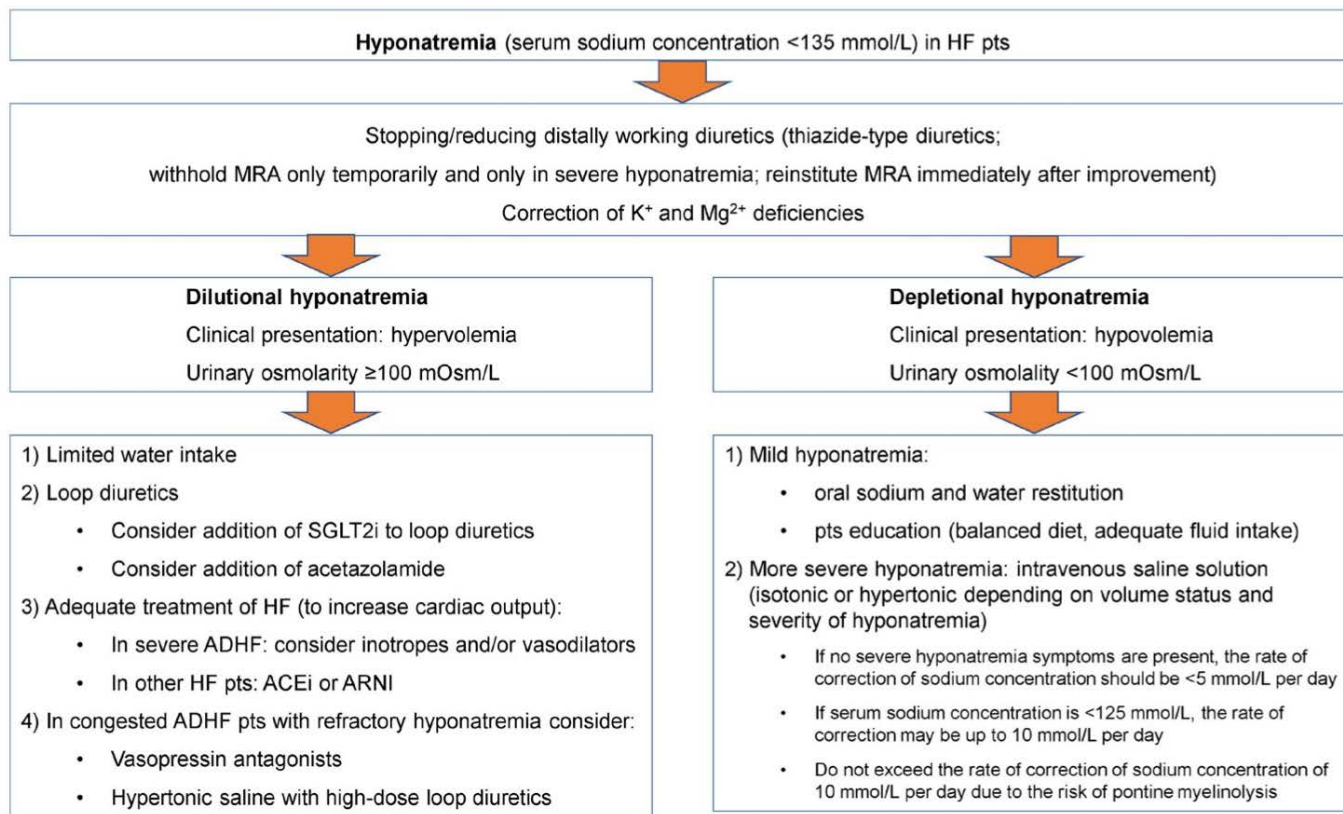 Hyponatremia (serum sodium concentration <135 mmol/L) in HF pts
Stopping/reducing distally working diuretics (thiazide-type diuretics;
withhold MRA only temporarily and only in severe hyponatremia; reinstitute MRA immediately after improvement)
Correction of K⁺ and Mg²⁺ deficiencies
Dilutional hyponatremia
Clinical presentation: hypervolemia
Urinary osmolarity ≥100 mOsm/L
Depletional hyponatremia
Clinical presentation: hypovolemia
Urinary osmolality <100 mOsm/L
1) Limited water intake
2) Loop diuretics
• Consider addition of SGLT2i to loop diuretics
• Consider addition of acetazolamide
3) Adequate treatment of HF (to increase cardiac output):
• In severe ADHF: consider inotropes and/or vasodilators
• In other HF pts: ACEi or ARNI
4) In congested ADHF pts with refractory hyponatremia consider:
• Vasopressin antagonists
• Hypertonic saline with high-dose loop diuretics
1) Mild hyponatremia:
• oral sodium and water restitution
• pts education (balanced diet, adequate fluid intake)
2) More severe hyponatremia: intravenous saline solution
(isotonic or hypertonic depending on volume status and
severity of hyponatremia)
• If no severe hyponatremia symptoms are present, the rate of
correction of sodium concentration should be <5 mmol/L per day
• If serum sodium concentration is <125 mmol/L, the rate of
correction may be up to 10 mmol/L per day
• Do not exceed the rate of correction of sodium concentration of
10 mmol/L per day due to the risk of pontine myelinolysis